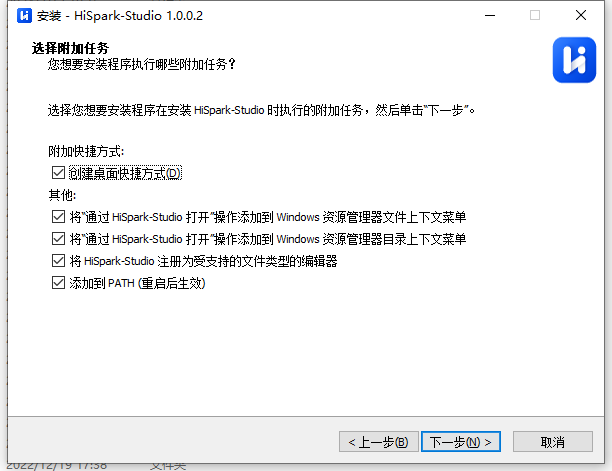 安装 - HiSpark-Studio 1.0.0.2
选择附加任务
您想要安装程序执行哪些附加任务？
选择您想要安装程序在安装 HiSpark-Studio 时执行的附加任务，然后单击“下一步”。
附加快捷方式:
创建桌面快捷方式(D)
其他:
将“通过 HiSpark-Studio 打开”操作添加到 Windows 资源管理器文件上下文菜单
将“通过 HiSpark-Studio 打开”操作添加到 Windows 资源管理器目录上下文菜单
将 HiSpark-Studio 注册为受支持的文件类型的编辑器
添加到 PATH (重启后生效)
< 上一步(B) 下一步(N) > 取消
2022/12/19 17:38 文件夹